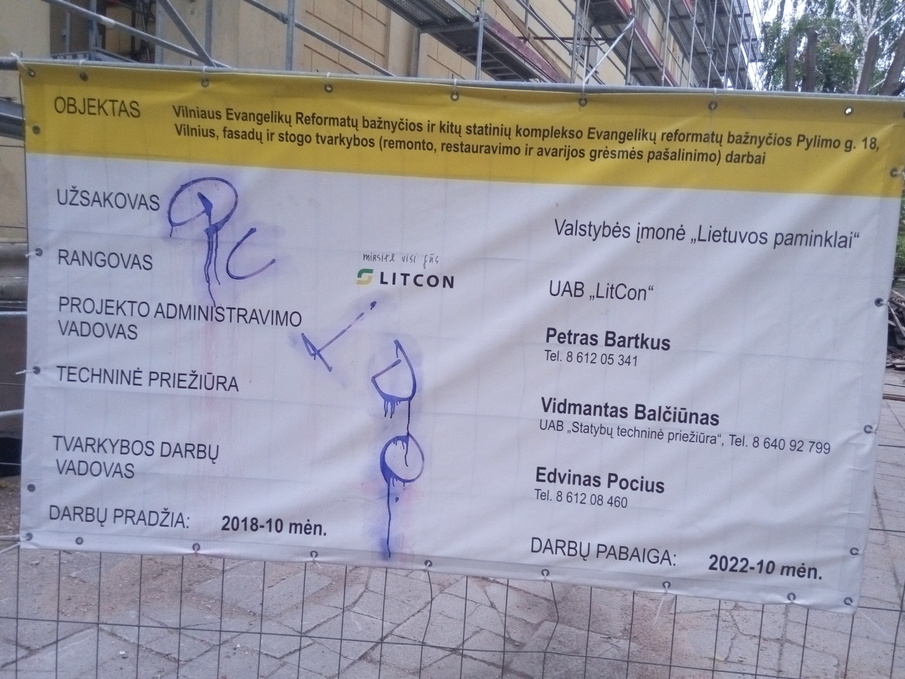 OBJEKTAS
Vilniaus Evangelikų Reformatų bažnyčios ir kitų statinių komplekso Evangelikų reformatų bažnyčios Pylimo g. 18,
Vilnius, fasadų ir stogo tvarkybos (remonto, restauravimo ir avarijos grėsmės pašalinimo) darbai
UŽSAKOVAS
Valstybės įmonė „Lietuvos paminklai“
RANGOVAS
LITCON
UAB „LitCon“
PROJEKTO ADMINISTRAVIMO
VADOVAS
Petras Bartkus
Tel. 8 612 05 341
TECHNINĖ PRIEŽIŪRA
Vidmantas Balčiūnas
UAB „Statybų techninė priežiūra“, Tel. 8 640 92 799
TVARKYBOS DARBŲ
VADOVAS
Edvinas Pocius
Tel. 8 612 08 460
DARBŲ PRADŽIA: 2018-10 mėn.
DARBŲ PABAIGA: 2022-10 mėn.